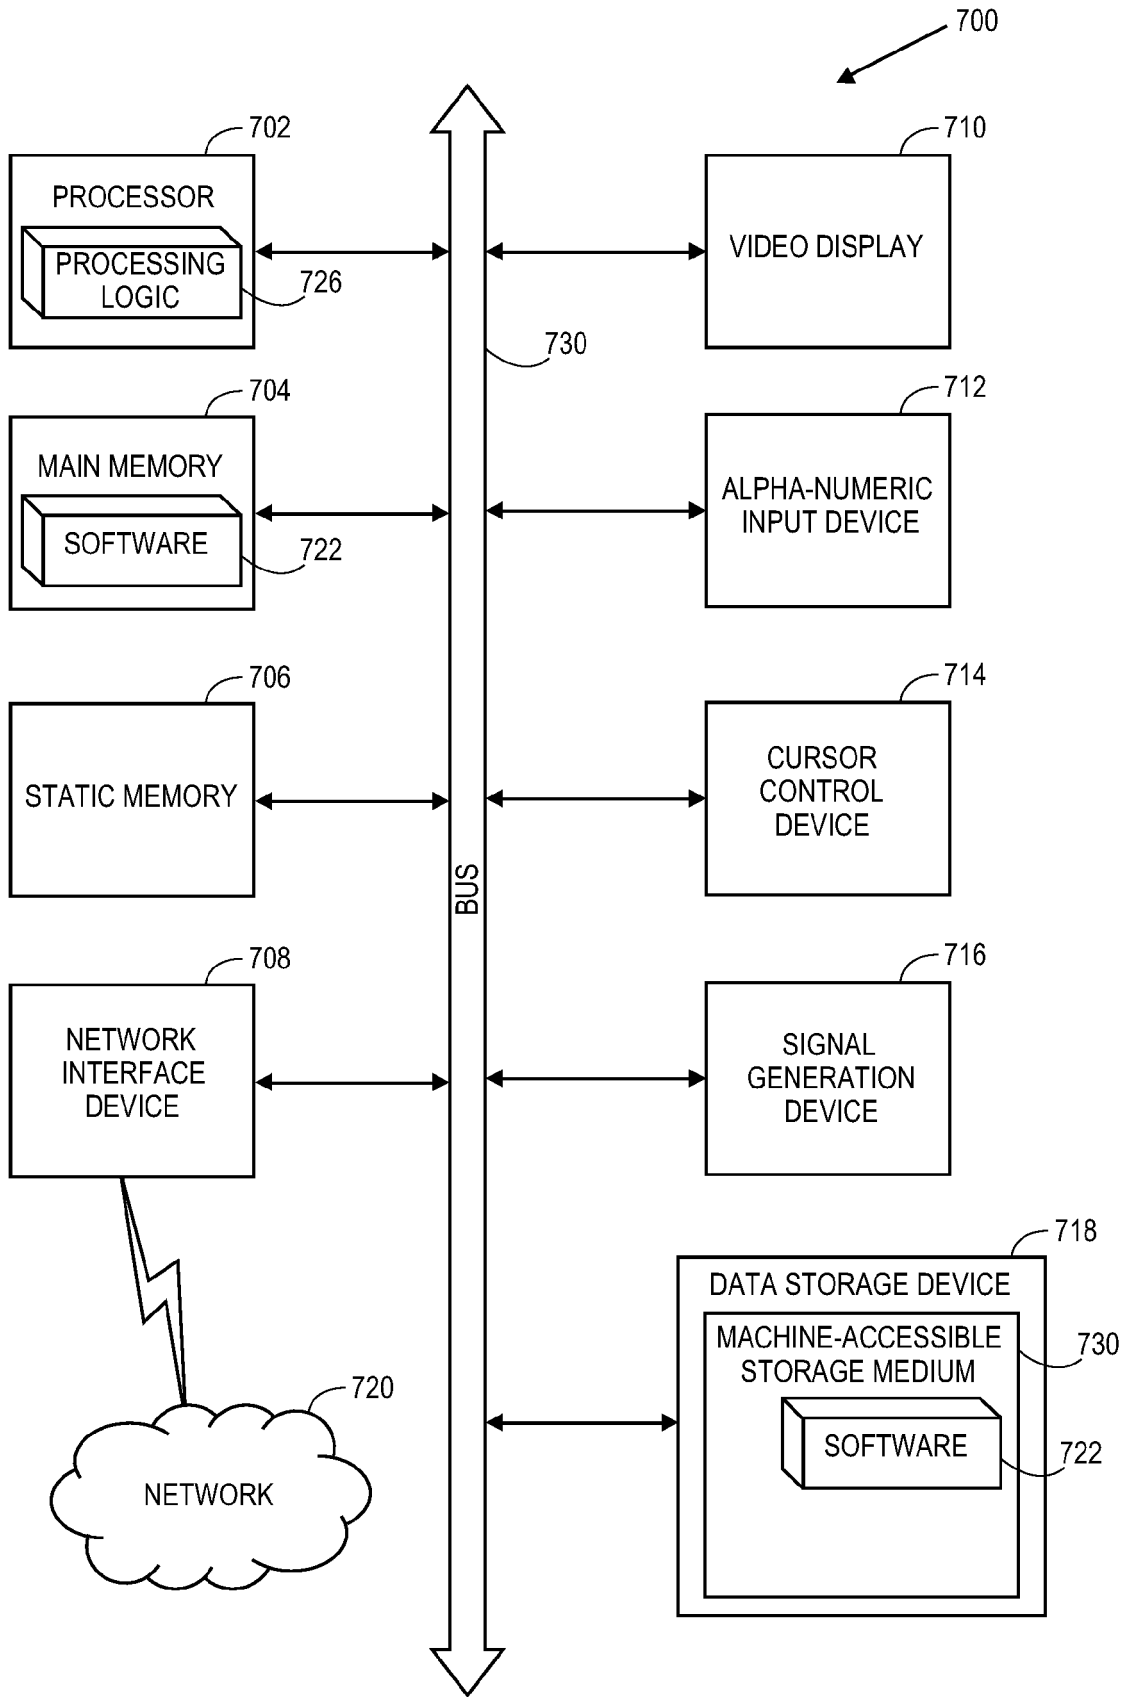 700
702
PROCESSOR
PROCESSING
LOGIC
726
730
710
VIDEO DISPLAY
704
MAIN MEMORY
SOFTWARE
722
712
ALPHA-NUMERIC
INPUT DEVICE
706
STATIC MEMORY
714
CURSOR
CONTROL
DEVICE
BUS
708
NETWORK
INTERFACE
DEVICE
716
SIGNAL
GENERATION
DEVICE
718
DATA STORAGE DEVICE
MACHINE-ACCESSIBLE
STORAGE MEDIUM
730
SOFTWARE
722
720
NETWORK